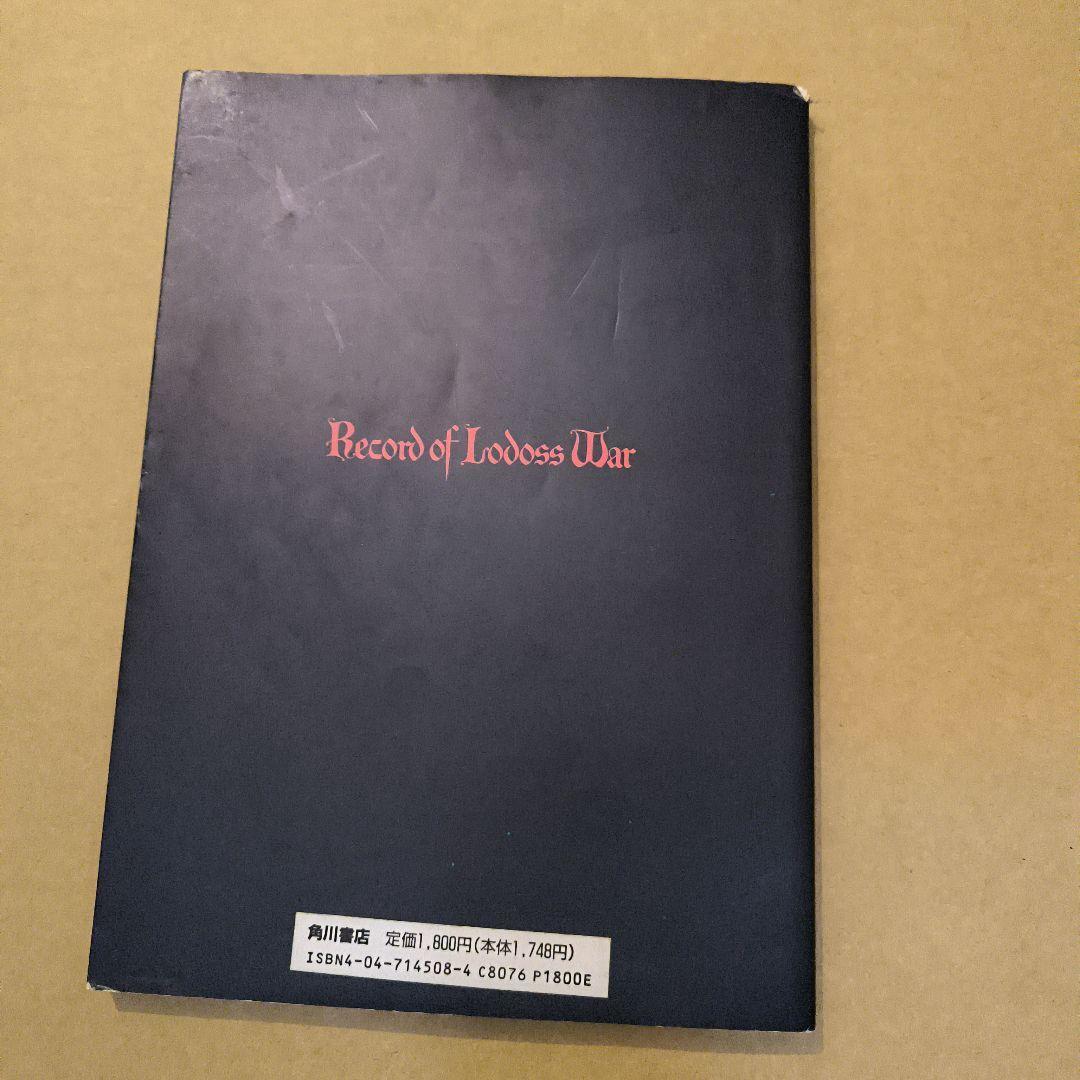 Record of Lodoss War
角川書店 定価1,800円(本体1,748円)
ISBN4-04-714508-4 C8076 P1800E